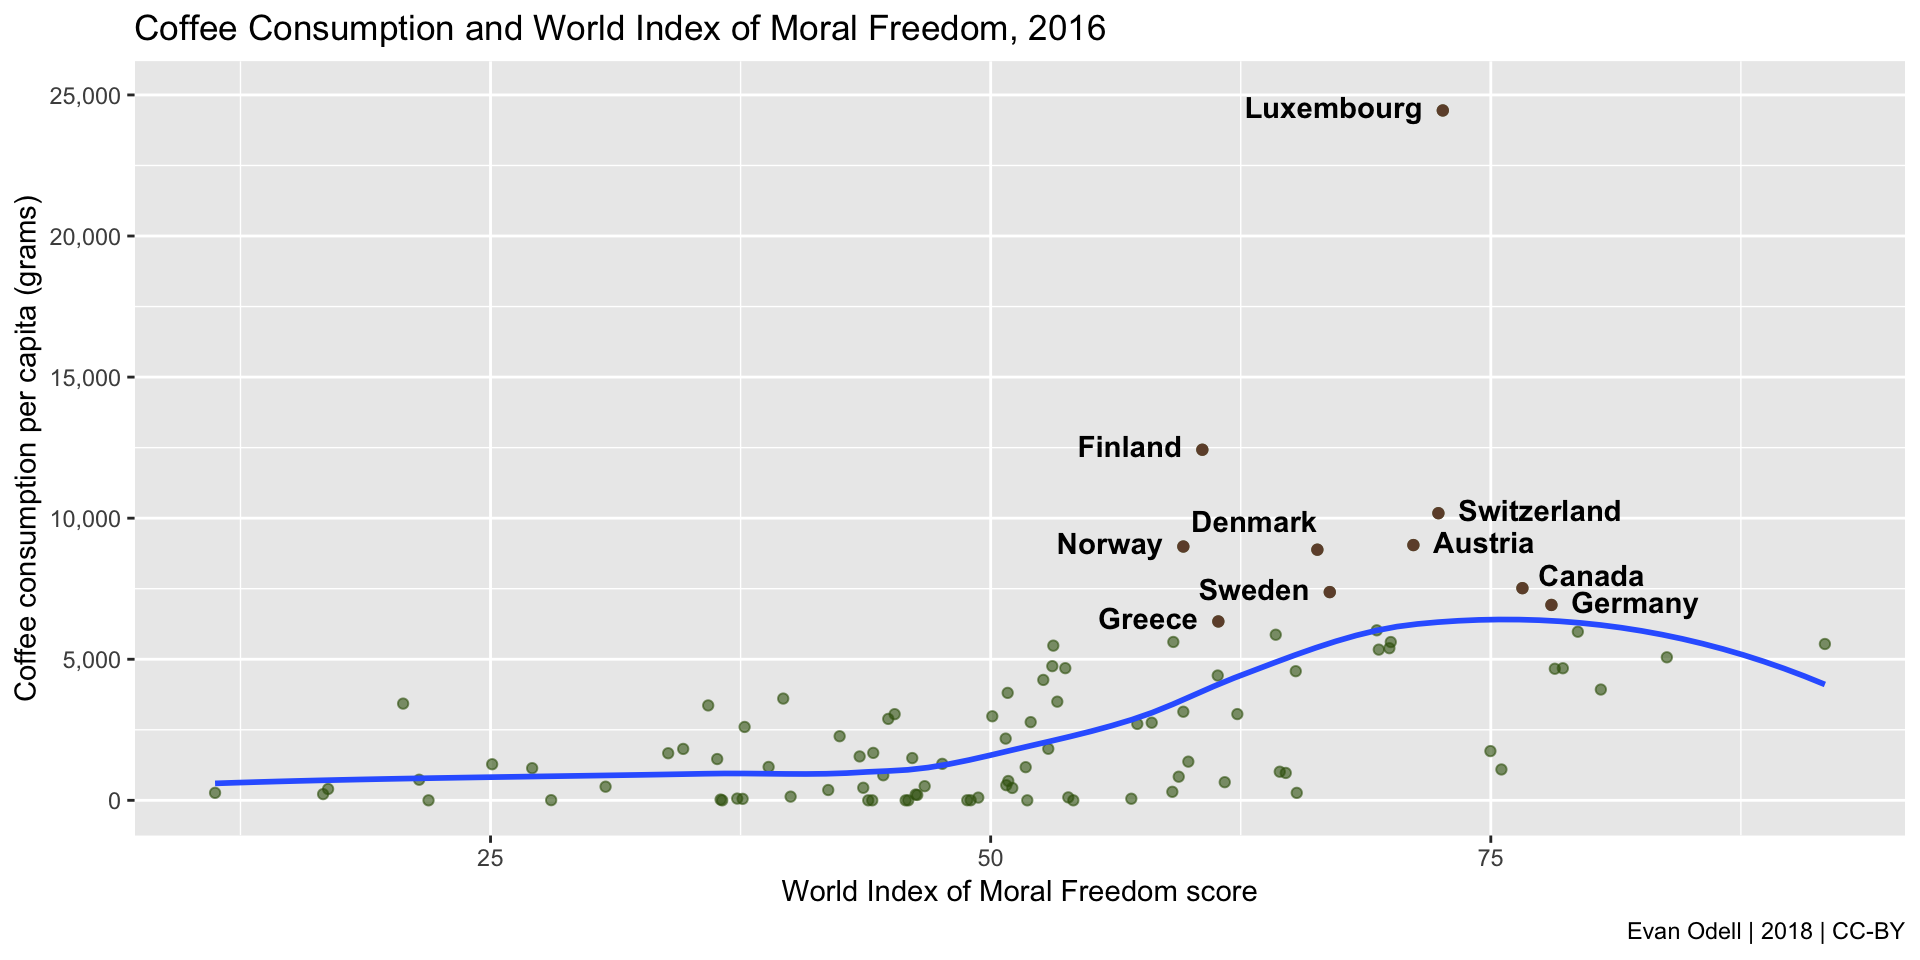 Coffee Consumption and World Index of Moral Freedom, 2016
Coffee consumption per capita (grams)
25,000
20,000
15,000
10,000
5,000
0
Luxembourg
Finland
Switzerland
Denmark
Norway
Austria
Canada
Sweden
Germany
Greece
25
50
75
World Index of Moral Freedom score
Evan Odell | 2018 | CC-BY